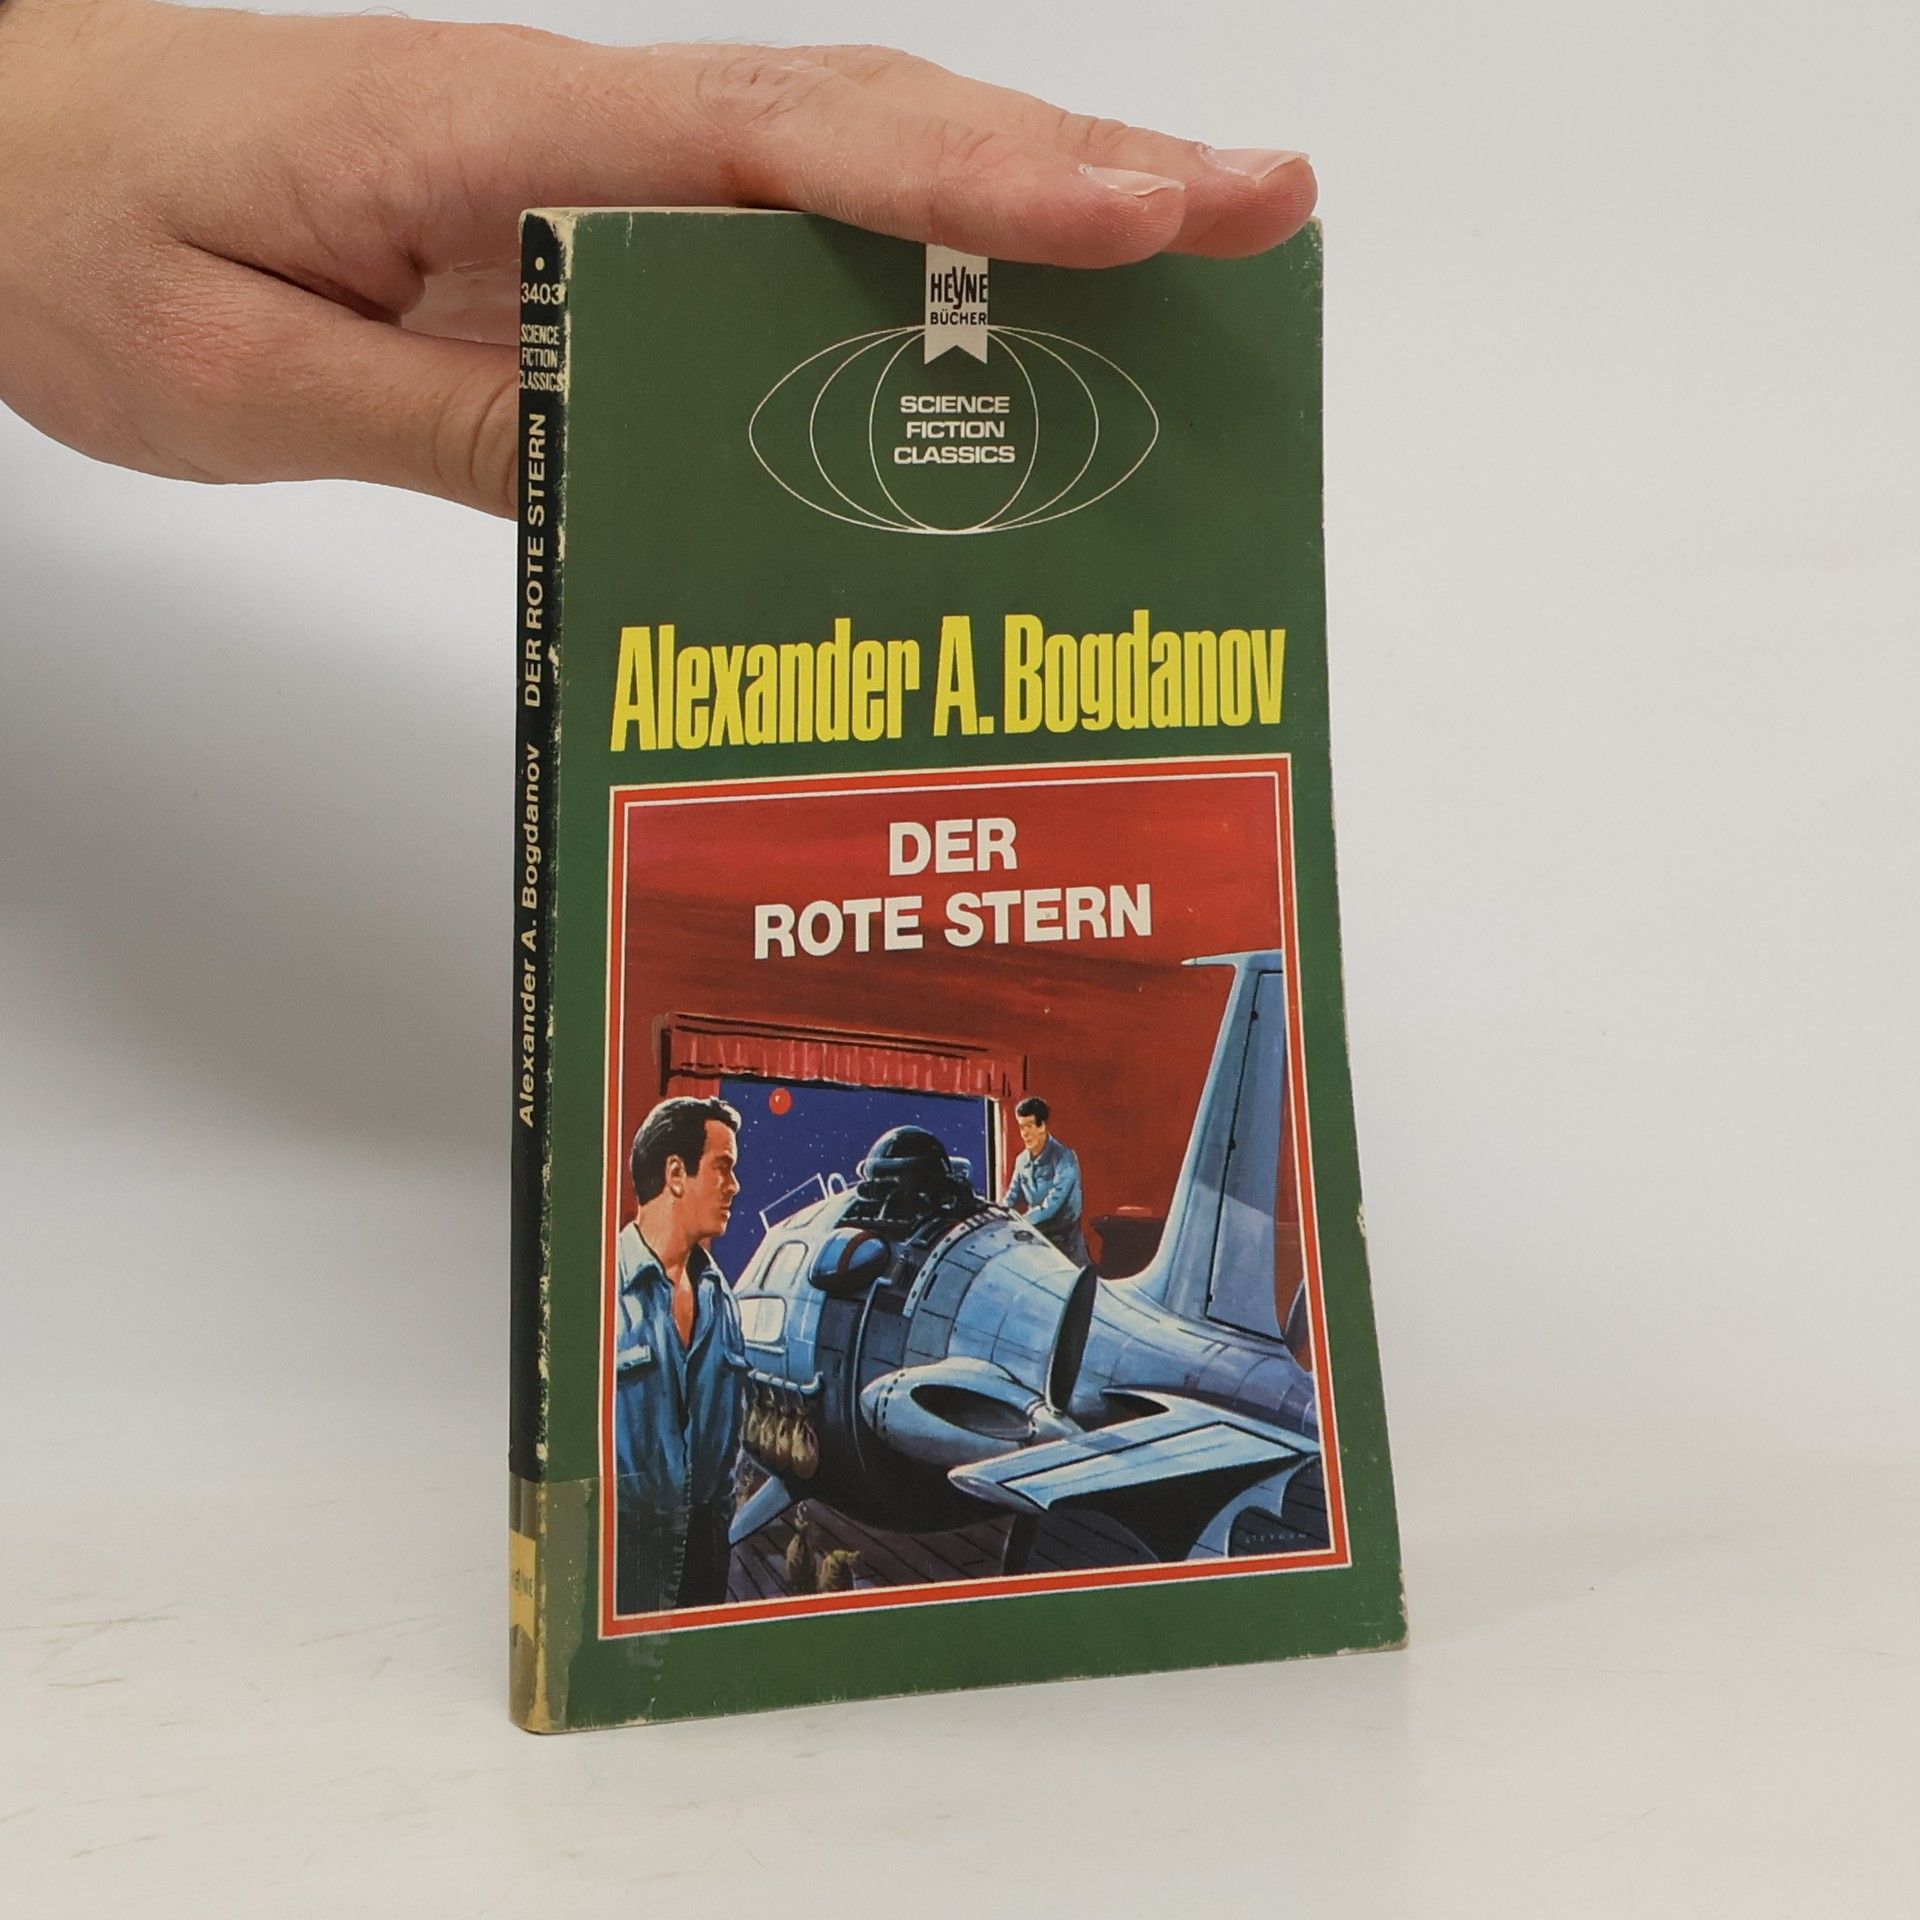 HEYNE
BÜCHER
SCIENCE
FICTION
CLASSICS
Alexander A. Bogdanov
DER
ROTE STERN
3403
SCIENCE
FICTION
CLASSICS
Alexander A. Bogdanov DER ROTE STERN
HEYNE